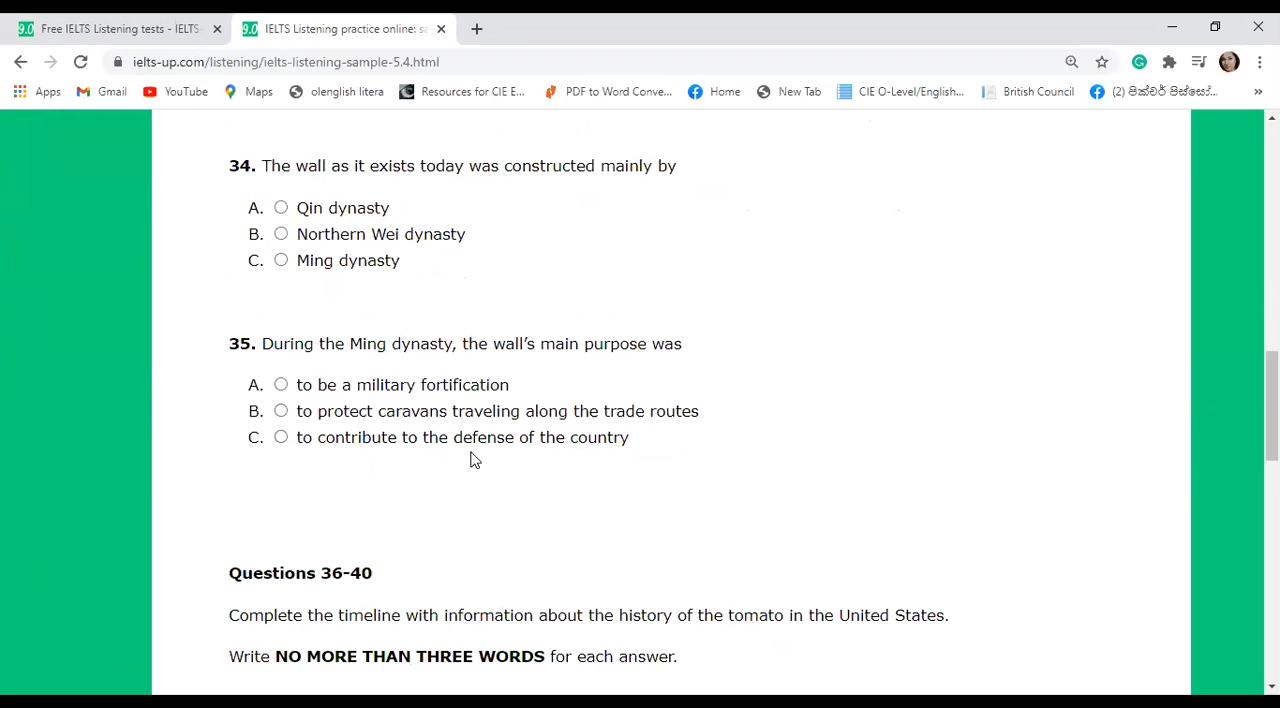 Free IELTS Listening tests - IELTS-
IELTS Listening practice online: sa
ielts-up.com/listening/ielts-listening-sample-5.4.html
Apps Gmail YouTube Maps olenglish litera Resources for CIE E... PDF to Word Conve... Home New Tab CIE O-Level/English... British Council (2) පික්චර් පිස්සෝ... »
34. The wall as it exists today was constructed mainly by
A. Qin dynasty
B. Northern Wei dynasty
C. Ming dynasty
35. During the Ming dynasty, the wall’s main purpose was
A. to be a military fortification
B. to protect caravans traveling along the trade routes
C. to contribute to the defense of the country
Questions 36-40
Complete the timeline with information about the history of the tomato in the United States.
Write NO MORE THAN THREE WORDS for each answer.